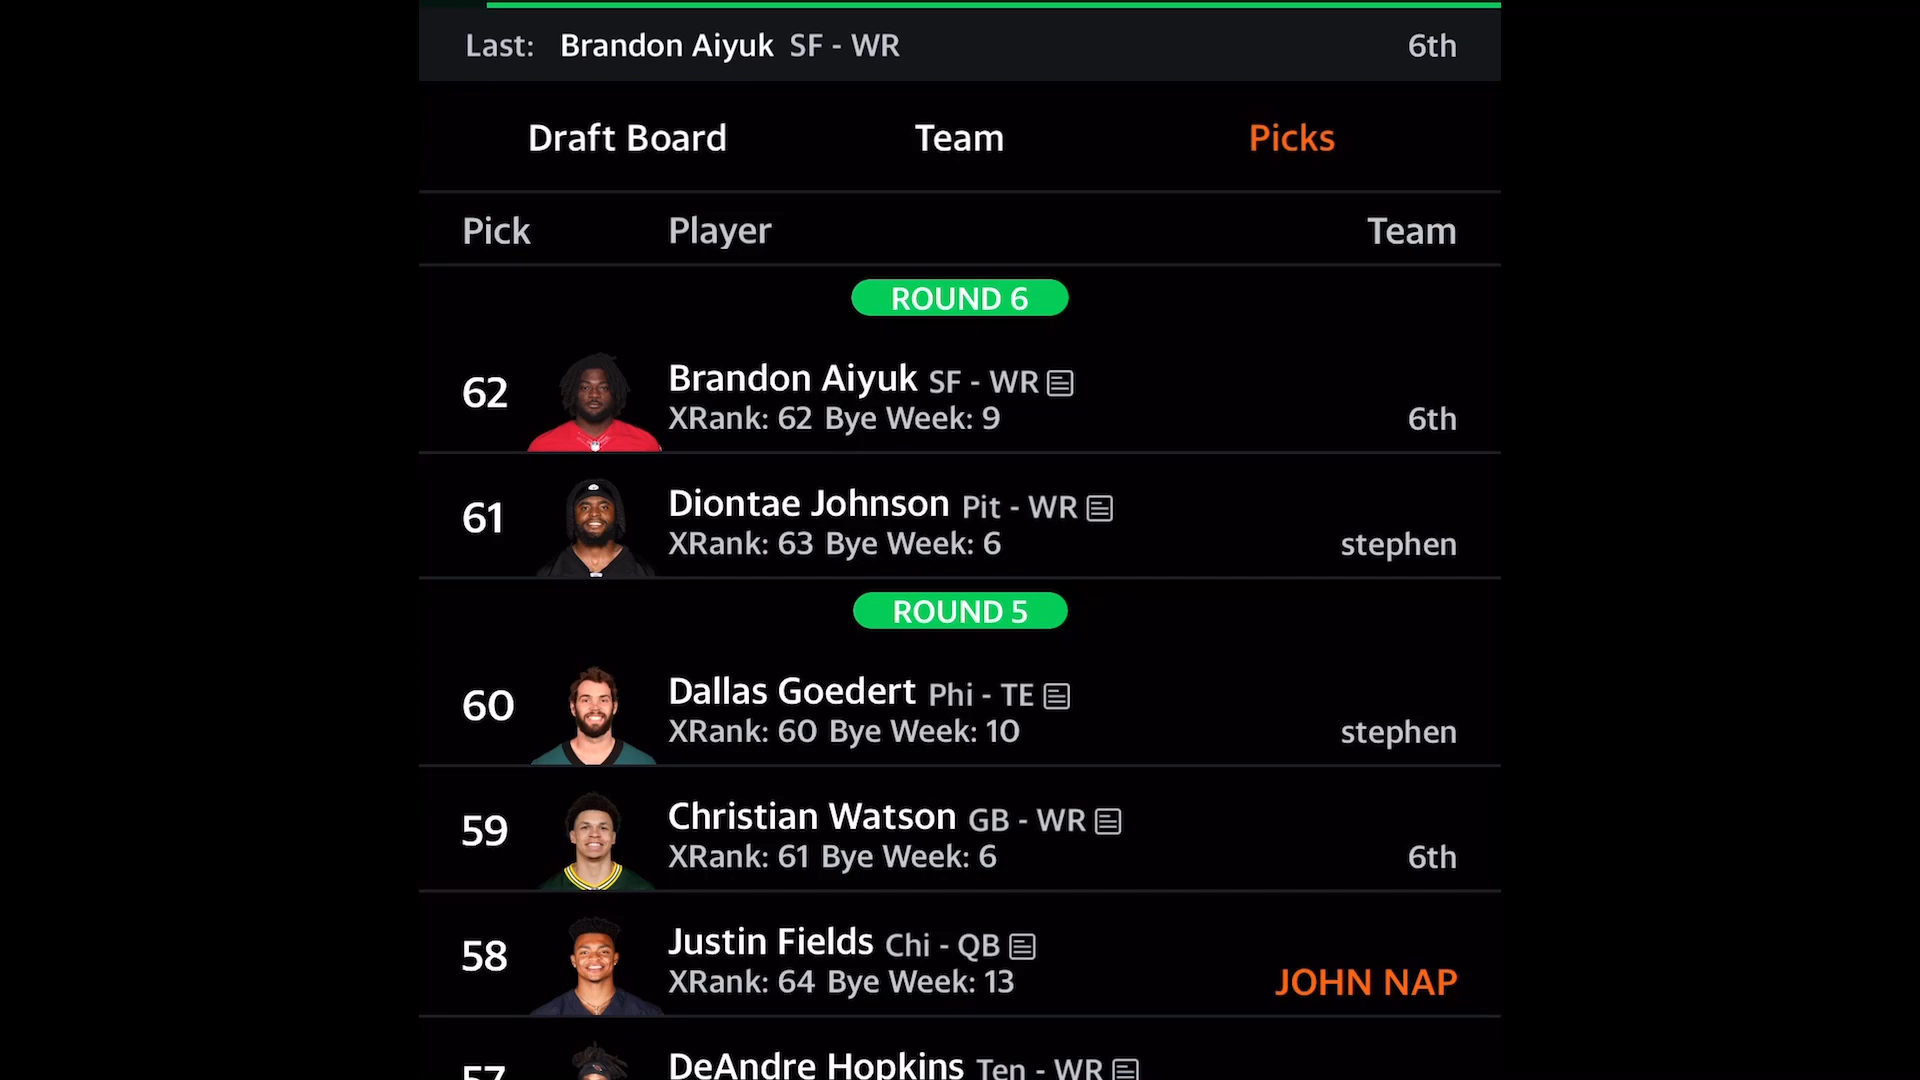 Last: Brandon Aiyuk SF - WR 6th
Draft Board Team Picks
Pick Player Team
ROUND 6
62 Brandon Aiyuk SF - WR
XRank: 62 Bye Week: 9 6th
61 Diontae Johnson Pit - WR
XRank: 63 Bye Week: 6 stephen
ROUND 5
60 Dallas Goedert Phi - TE
XRank: 60 Bye Week: 10 stephen
59 Christian Watson GB - WR
XRank: 61 Bye Week: 6 6th
58 Justin Fields Chi - QB
XRank: 64 Bye Week: 13 JOHN NAP
57 DeAndre Hopkins Ten - WR